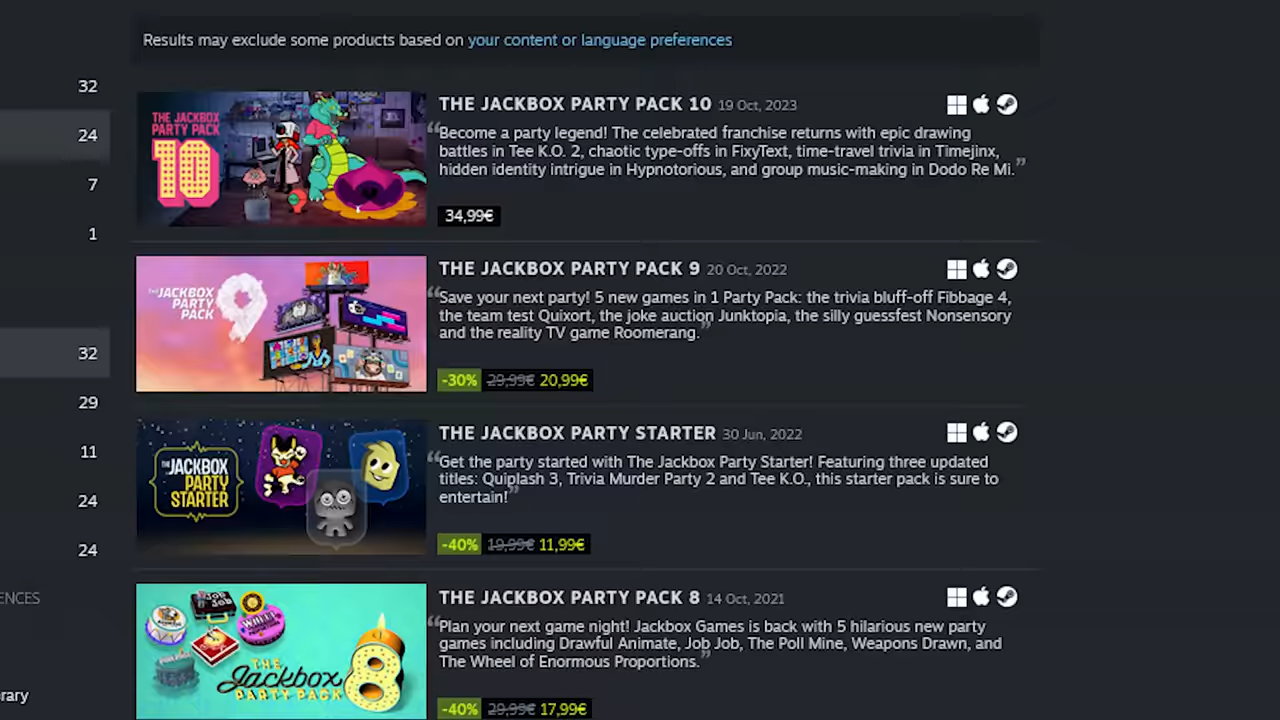 Results may exclude some products based on your content or language preferences
32
24
7
1
32
29
11
24
24
ENCES
rary
THE JACKBOX
PARTY PACK
10
THE JACKBOX PARTY PACK 10 19 Oct, 2023
“Become a party legend! The celebrated franchise returns with epic drawing
battles in Tee K.O. 2, chaotic type-offs in FixyText, time-travel trivia in Timejinx,
hidden identity intrigue in Hypnotorious, and group music-making in Dodo Re Mi.”
34,99€
THE JACKBOX
PARTY
PACK
9
THE JACKBOX PARTY PACK 9 20 Oct, 2022
“Save your next party! 5 new games in 1 Party Pack: the trivia bluff-off Fibbage 4,
the team test Quixort, the joke auction Junktopia, the silly guessfest Nonsensory
and the reality TV game Roomerang.”
-30% 29,99€ 20,99€
THE JACKBOX
PARTY
STARTER
THE JACKBOX PARTY STARTER 30 Jun, 2022
“Get the party started with The Jackbox Party Starter! Featuring three updated
titles: Quiplash 3, Trivia Murder Party 2 and Tee K.O., this starter pack is sure to
entertain!”
-40% 19,99€ 11,99€
JOB
JOB
WHEEL
THE
Jackbox
PARTY PACK
8
THE JACKBOX PARTY PACK 8 14 Oct, 2021
“Plan your next game night! Jackbox Games is back with 5 hilarious new party
games including Drawful Animate, Job Job, The Poll Mine, Weapons Drawn, and
The Wheel of Enormous Proportions.”
-40% 29,99€ 17,99€